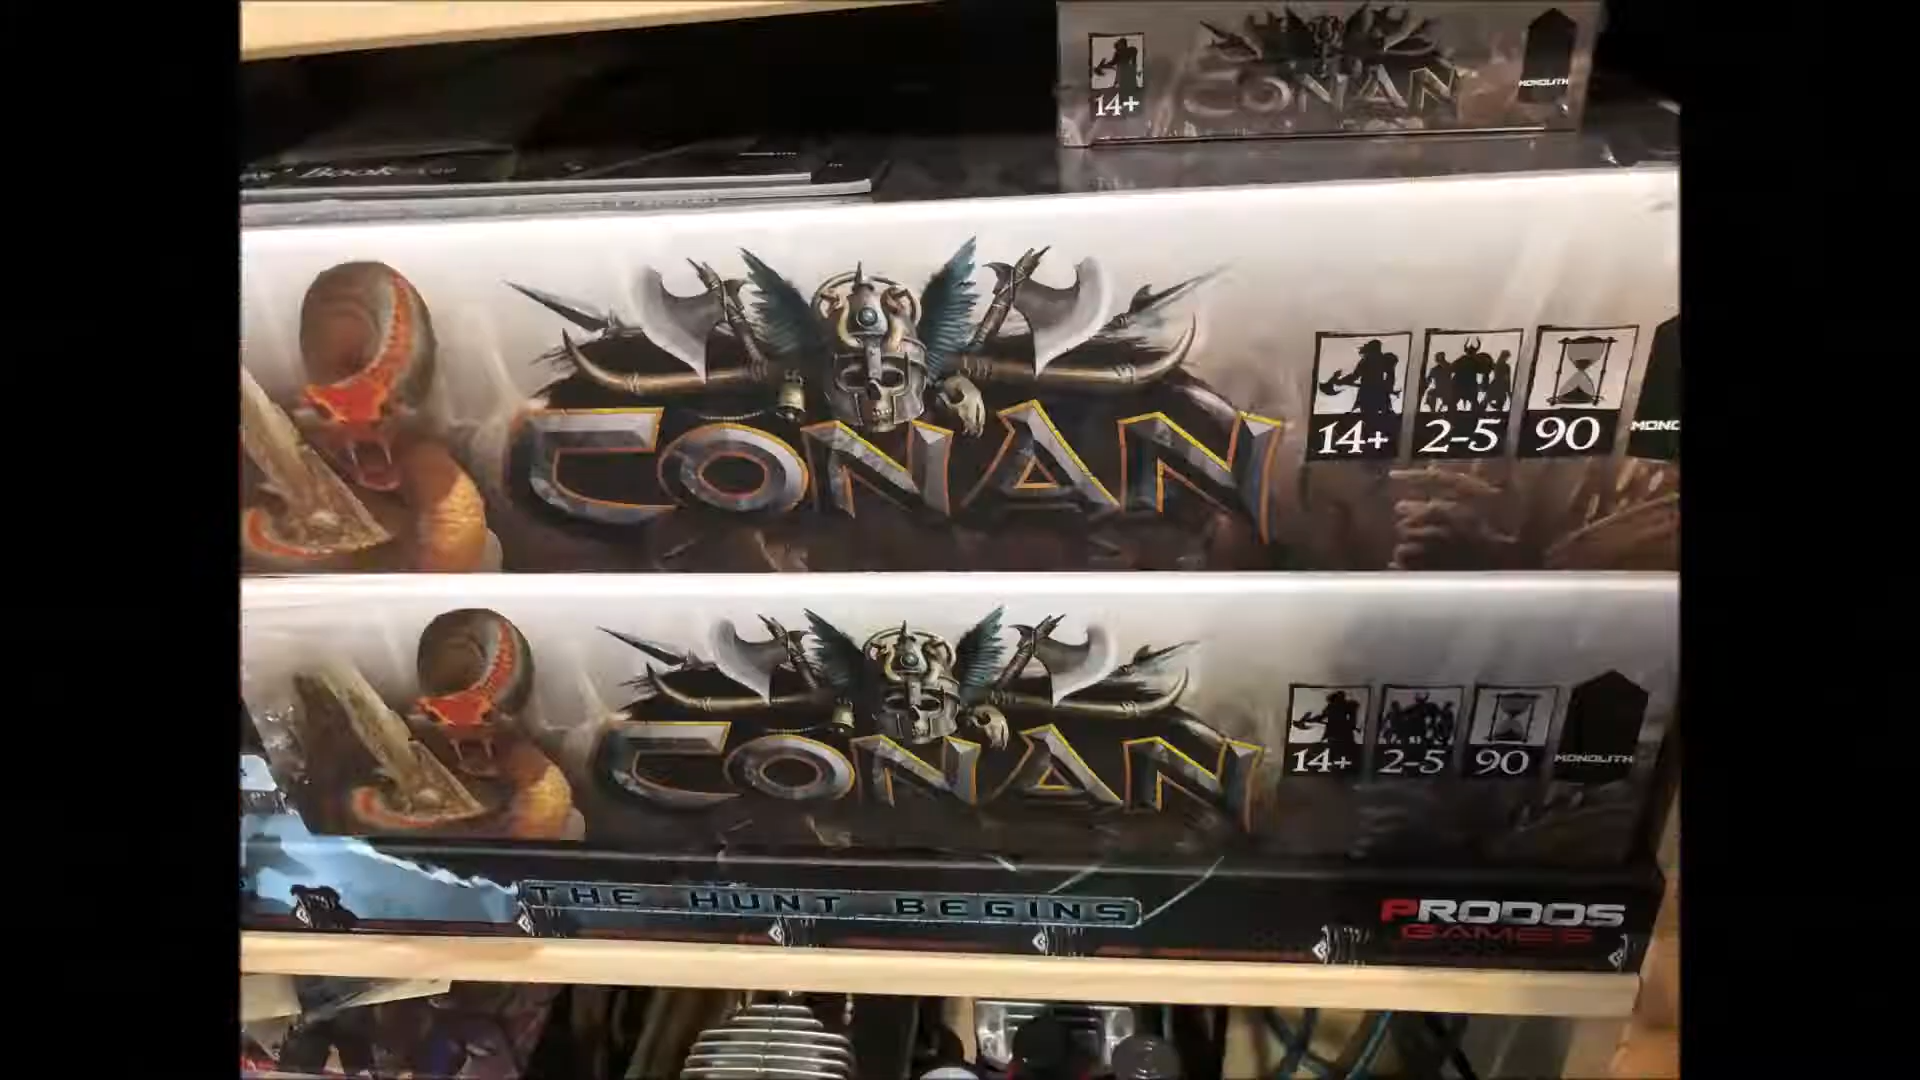 14+
CONAN
MONOLITH
Book
CONAN
14+ 2-5 90
CONAN
14+ 2-5 90 MONOLITH
THE HUNT BEGINS
PRODOS
GAMES